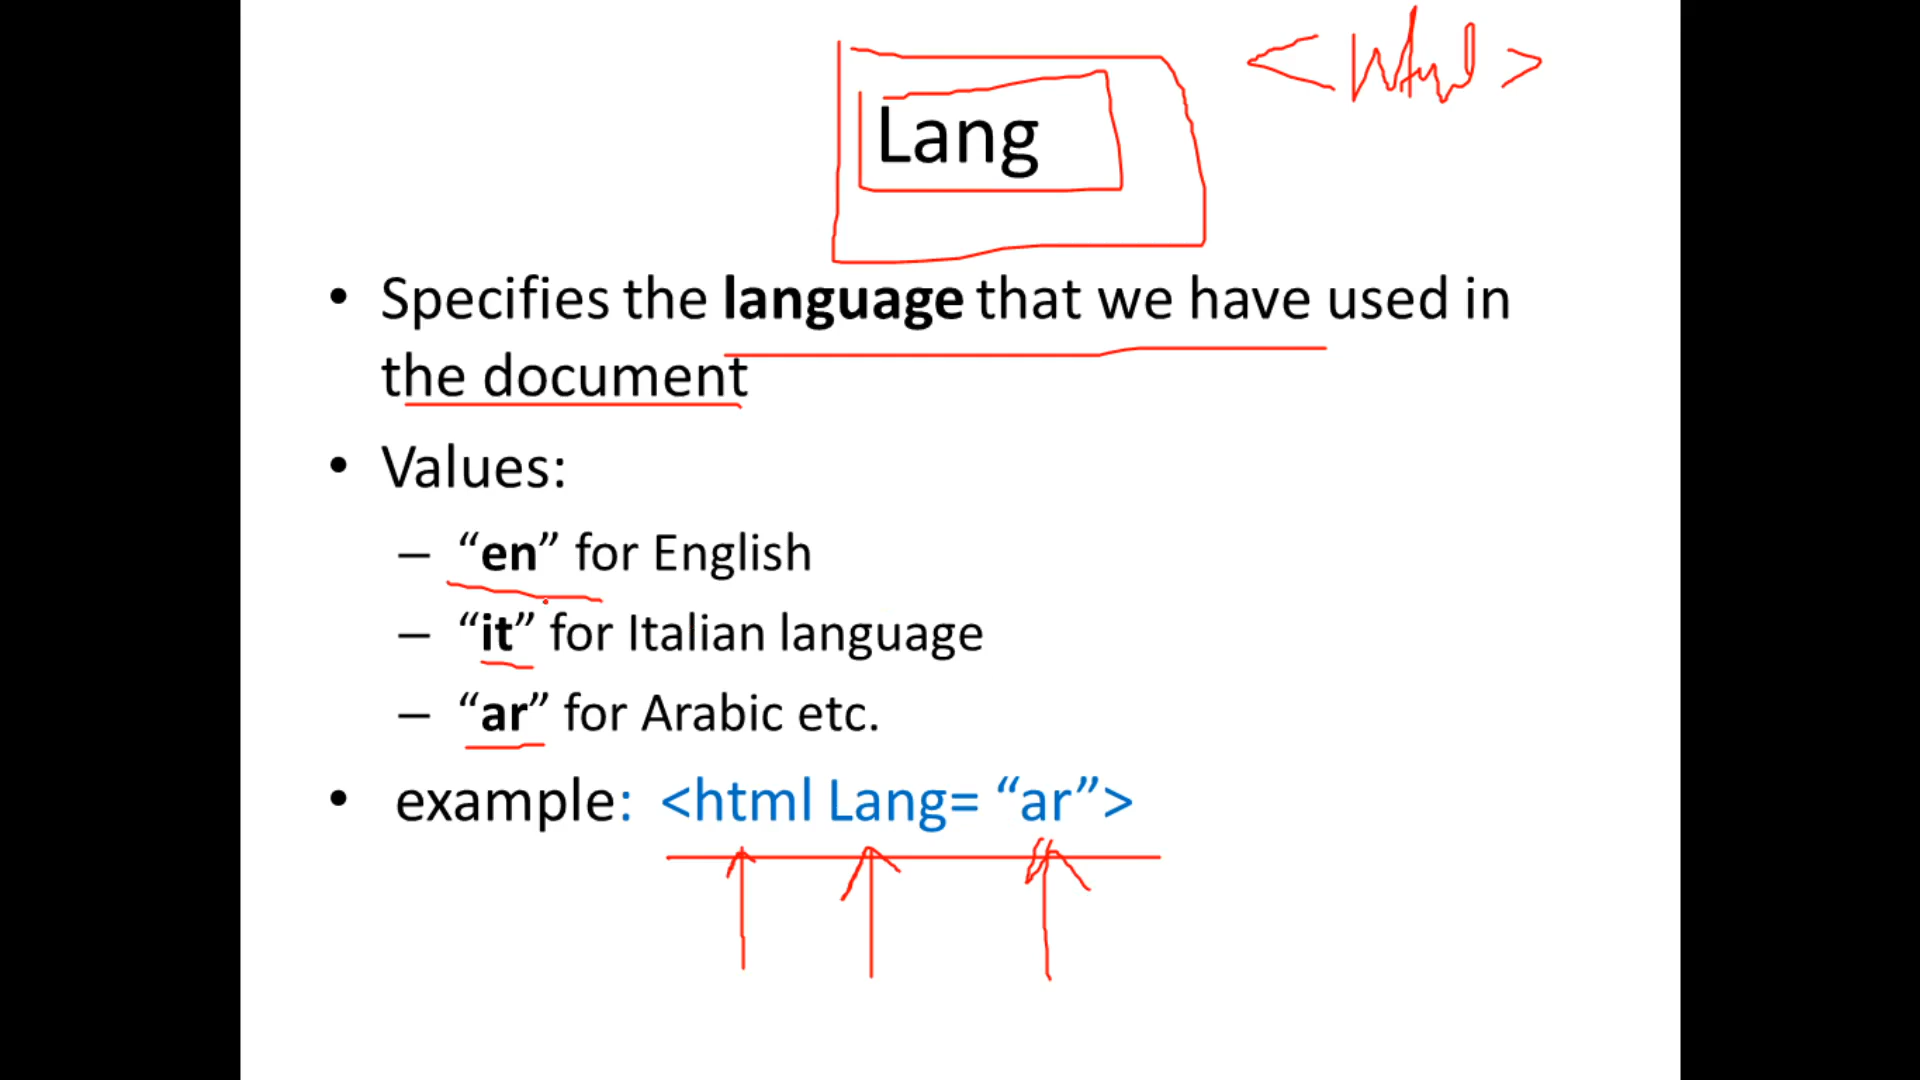 <html>
Lang
• Specifies the language that we have used in
the document
• Values:
– “en” for English
– “it” for Italian language
– “ar” for Arabic etc.
• example: <html Lang= “ar”>